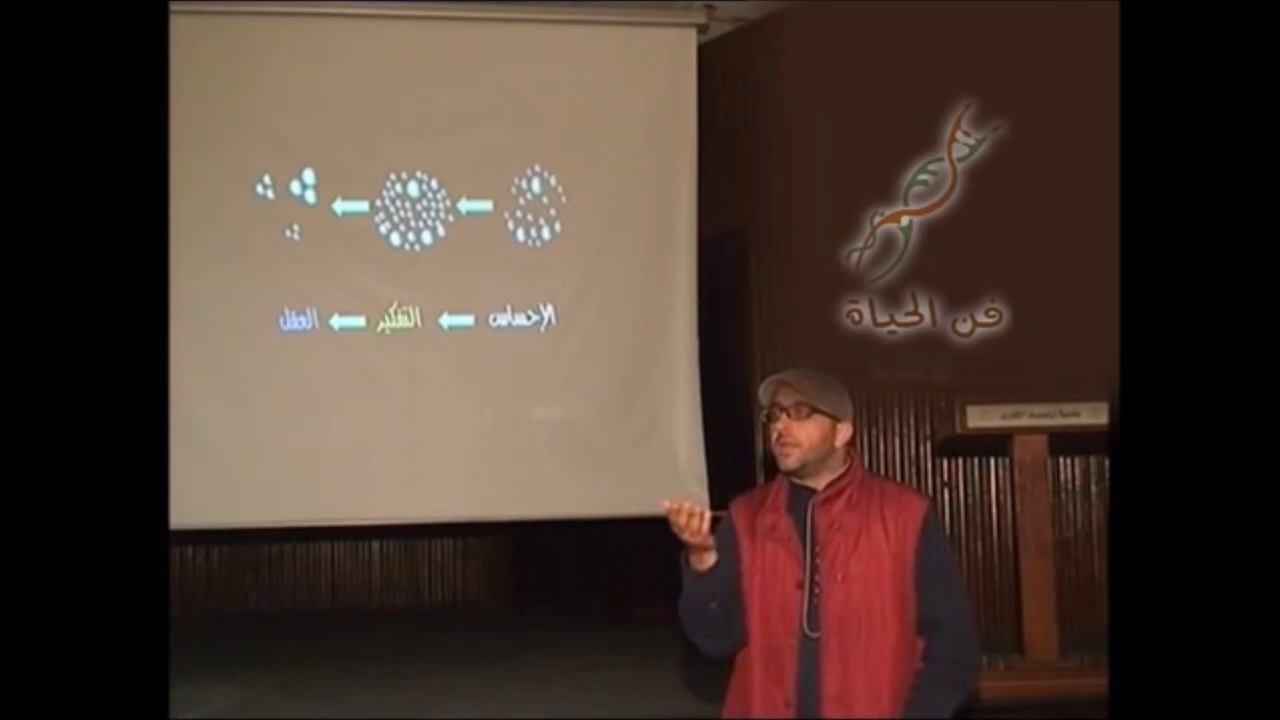 الإحساس ← التفكير ← العقل
فن الحياة